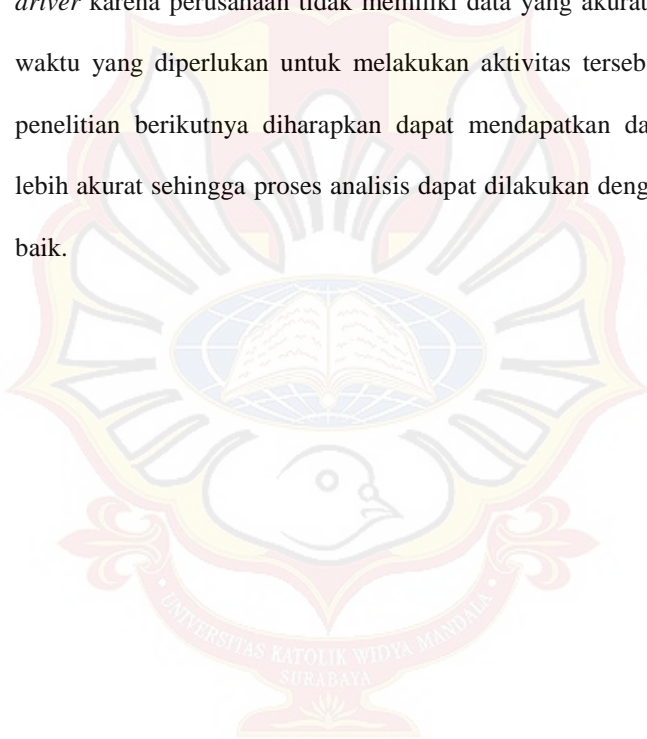 driver karena perusahaan tidak memiliki data yang akurat
waktu yang diperlukan untuk melakukan aktivitas terseb
penelitian berikutnya diharapkan dapat mendapatkan da
lebih akurat sehingga proses analisis dapat dilakukan deng
baik.
UNIVERSITAS KATOLIK WIDYA MANDALA
SURABAYA